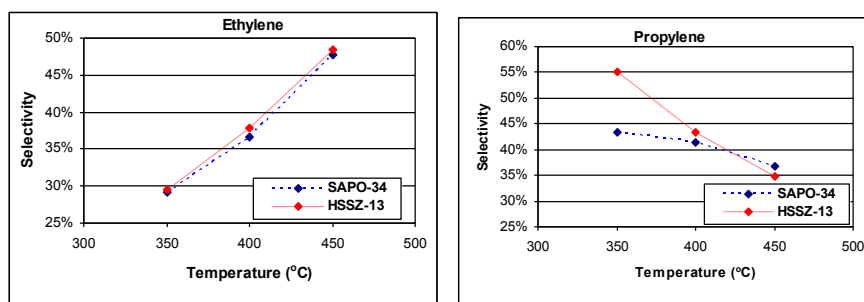 Ethylene
50%
45%
40%
35%
30%
25%
Selectivity
SAPO-34
HSSZ-13
300
350
400
450
500
Temperature (°C)
Propylene
60%
55%
50%
45%
40%
35%
30%
25%
Selectivity
SAPO-34
HSSZ-13
300
350
400
450
500
Temperature (°C)